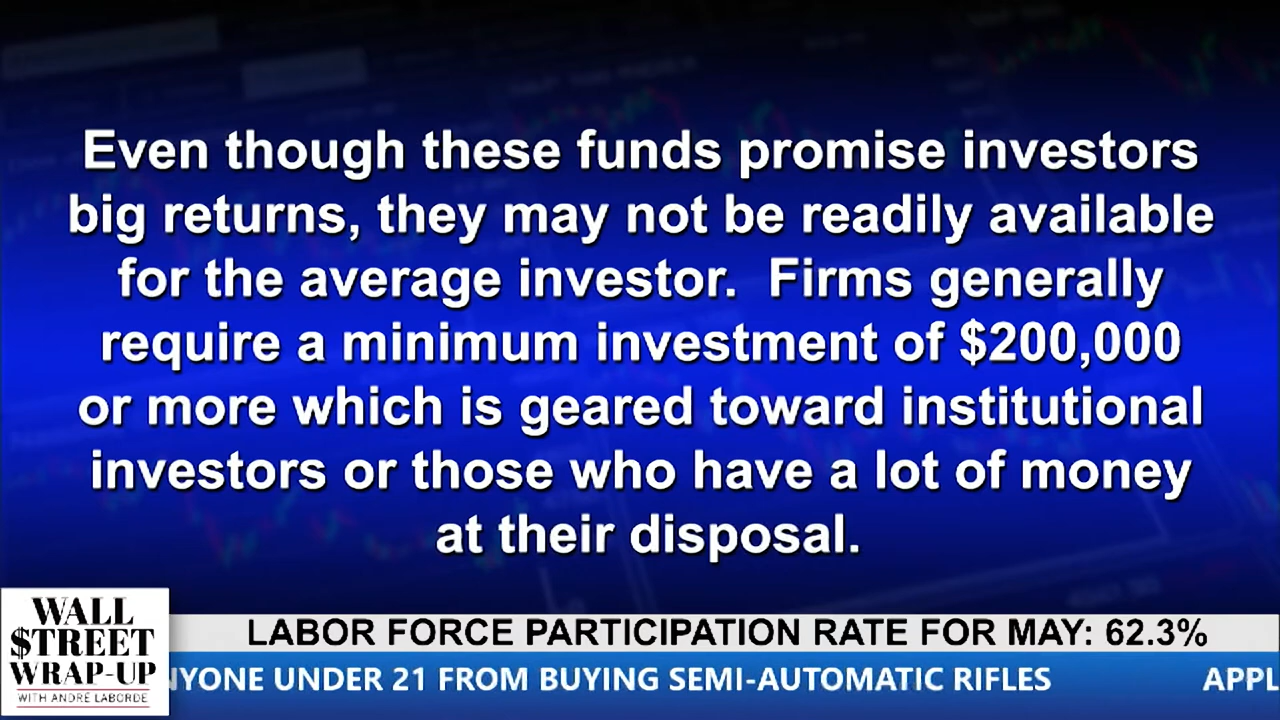 Even though these funds promise investors
big returns, they may not be readily available
for the average investor.  Firms generally
require a minimum investment of $200,000
or more which is geared toward institutional
investors or those who have a lot of money
at their disposal.
WALL
$TREET
WRAP-UP
WITH ANDRÉ LABORDE
LABOR FORCE PARTICIPATION RATE FOR MAY: 62.3%
NYONE UNDER 21 FROM BUYING SEMI-AUTOMATIC RIFLES APPL